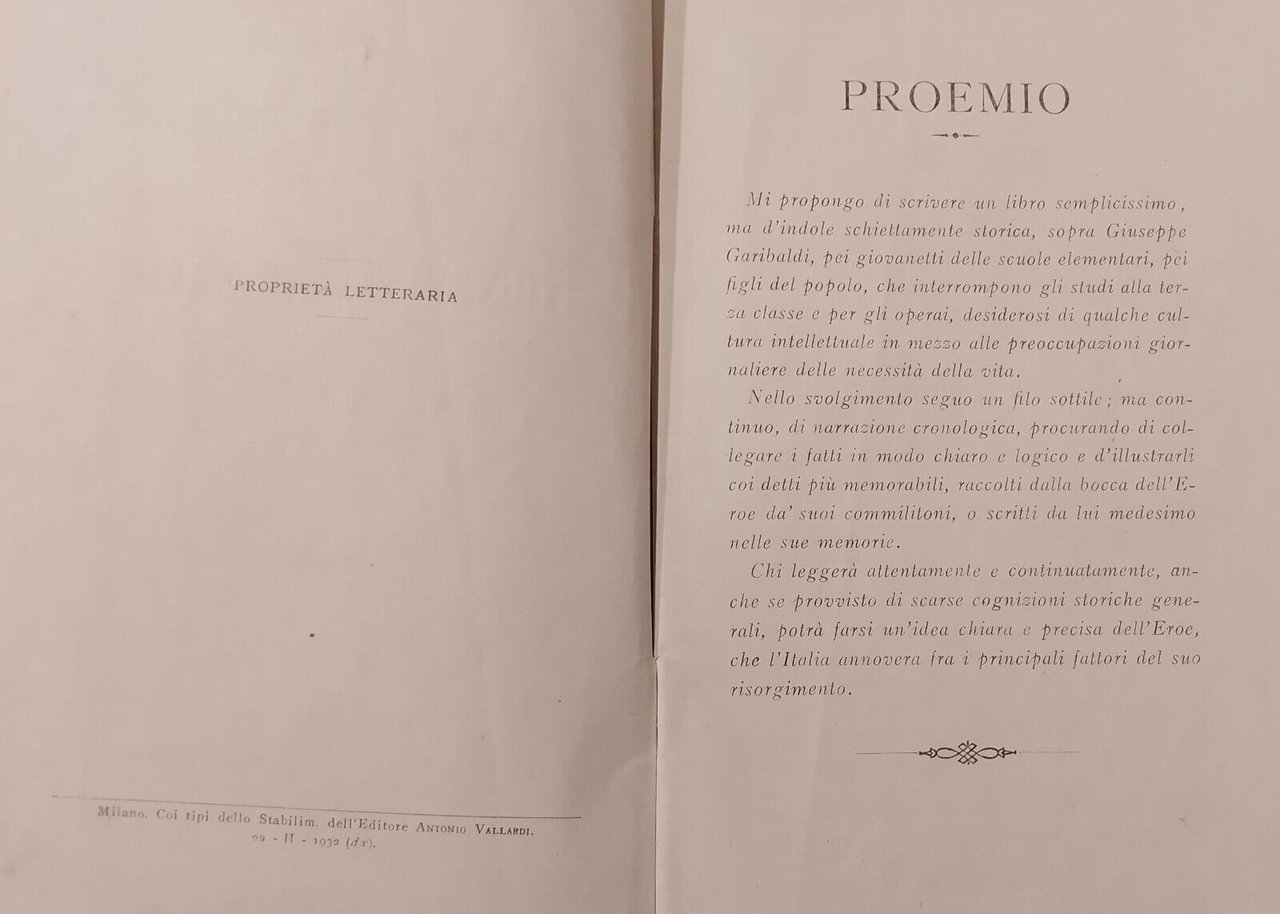 PROPRIETÀ LETTERARIA
Milano. Coi tipi dello Stabilim. dell'Editore ANTONIO VALLARDI.
22 - II - 1932 (d.r).
PROEMIO
Mi propongo di scrivere un libro semplicissimo,
ma d'indole schiettamente storica, sopra Giuseppe
Garibaldi, pei giovanetti delle scuole elementari, pei
figli del popolo, che interrompono gli studi alla ter-
za classe e per gli operai, desiderosi di qualche cul-
tura intellettuale in mezzo alle preoccupazioni gior-
naliere delle necessità della vita.
Nello svolgimento seguo un filo sottile; ma con-
tinuo, di narrazione cronologica, procurando di col-
legare i fatti in modo chiaro e logico e d'illustrarli
coi detti più memorabili, raccolti dalla bocca dell'E-
roe da' suoi commilitoni, o scritti da lui medesimo
nelle sue memorie.
Chi leggerà attentamente e continuatamente, an-
che se provvisto di scarse cognizioni storiche gene-
rali, potrà farsi un'idea chiara e precisa dell'Eroe,
che l'Italia annovera fra i principali fattori del suo
risorgimento.